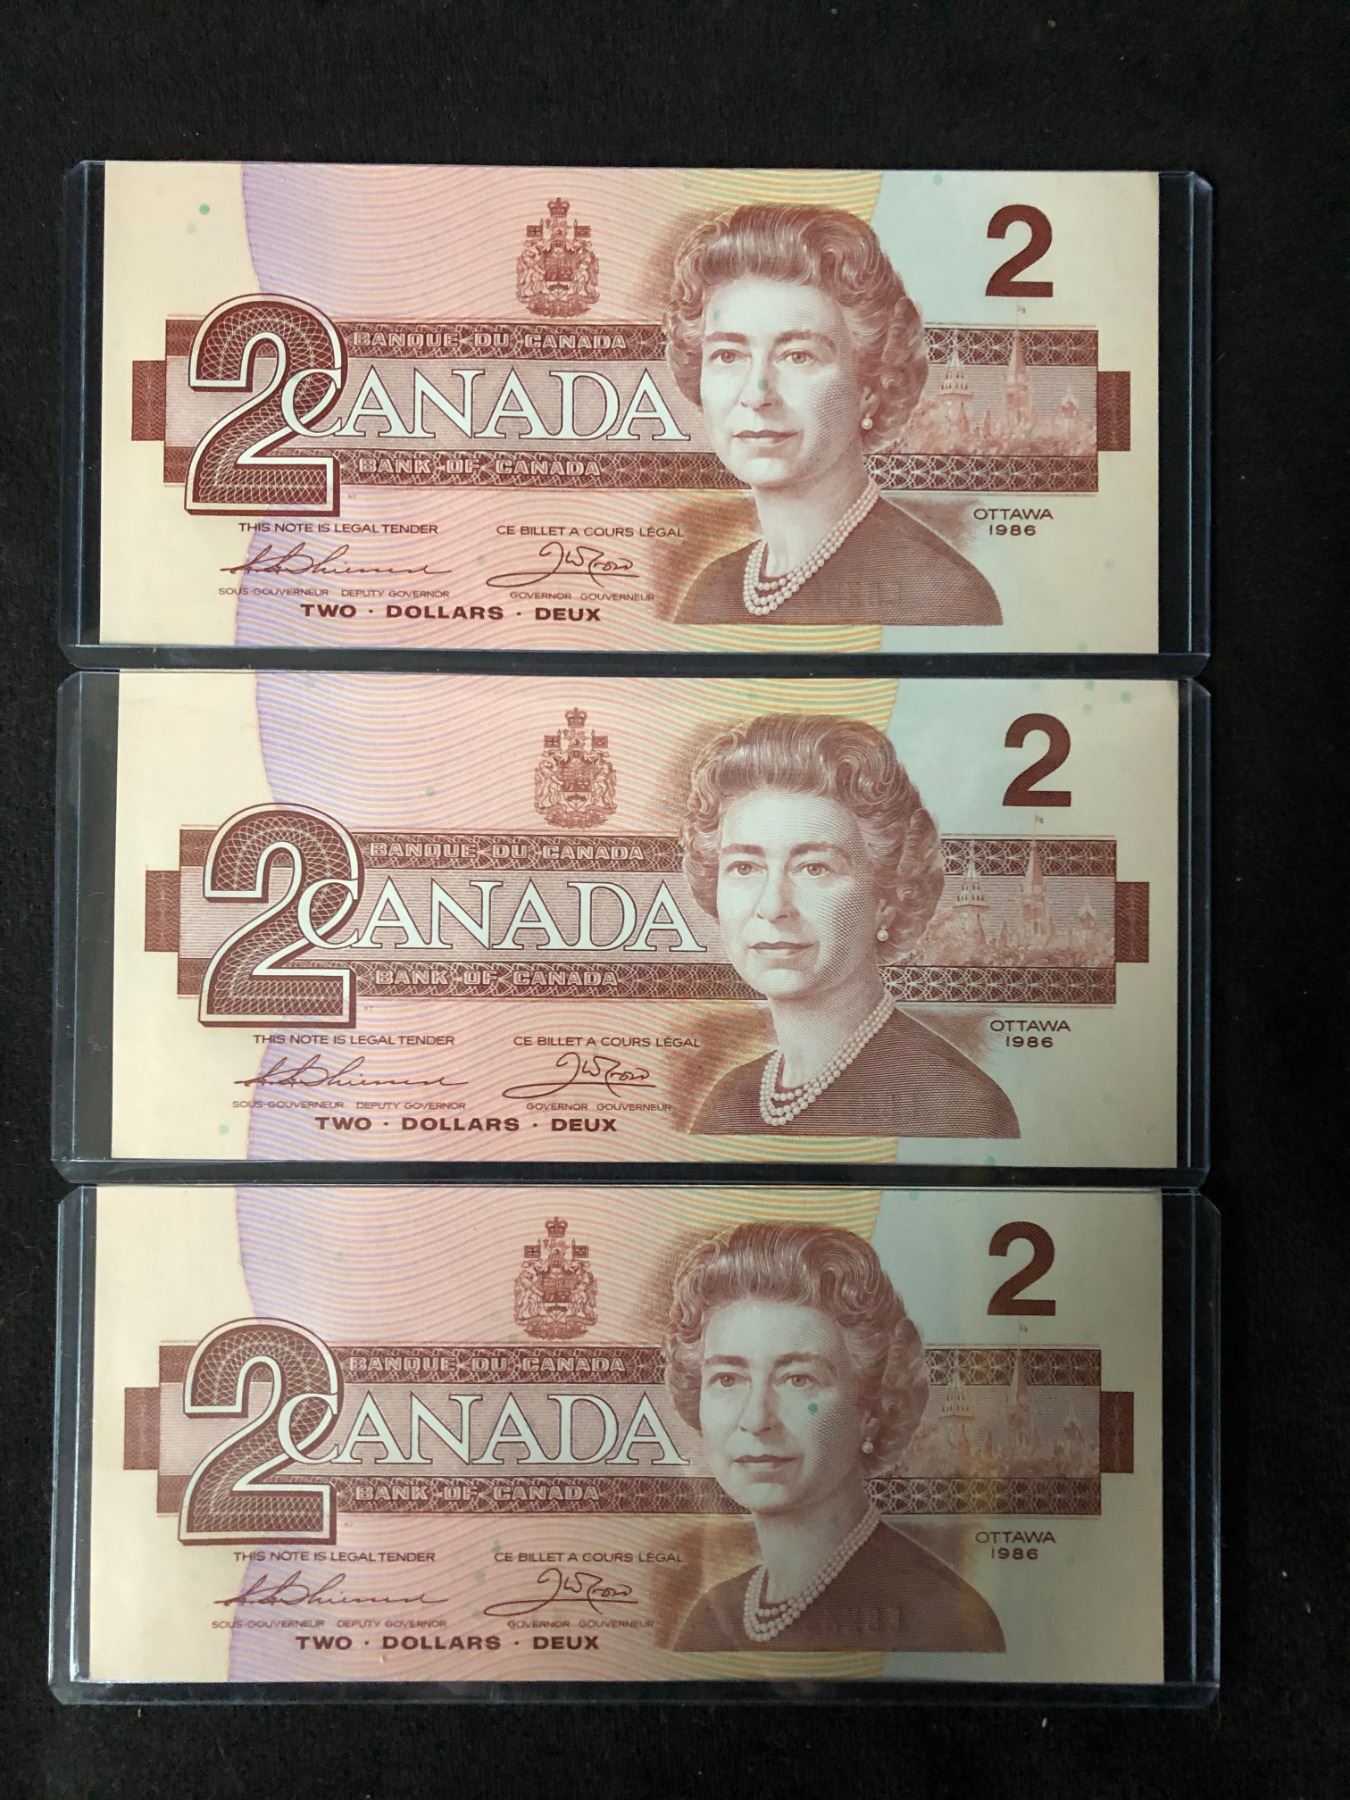 2
BANQUE DU CANADA
2 CANADA
BANK OF CANADA
OTTAWA
1986
THIS NOTE IS LEGAL TENDER CE BILLET A COURS LÉGAL
SOUS-GOUVERNEUR DEPUTY GOVERNOR GOVERNOR GOUVERNEUR
TWO · DOLLARS · DEUX
2
BANQUE DU CANADA
2 CANADA
BANK OF CANADA
OTTAWA
1986
THIS NOTE IS LEGAL TENDER CE BILLET A COURS LÉGAL
SOUS-GOUVERNEUR DEPUTY GOVERNOR GOVERNOR GOUVERNEUR
TWO · DOLLARS · DEUX
2
BANQUE DU CANADA
2 CANADA
BANK OF CANADA
OTTAWA
1986
THIS NOTE IS LEGAL TENDER CE BILLET A COURS LÉGAL
SOUS-GOUVERNEUR DEPUTY GOVERNOR GOVERNOR GOUVERNEUR
TWO · DOLLARS · DEUX